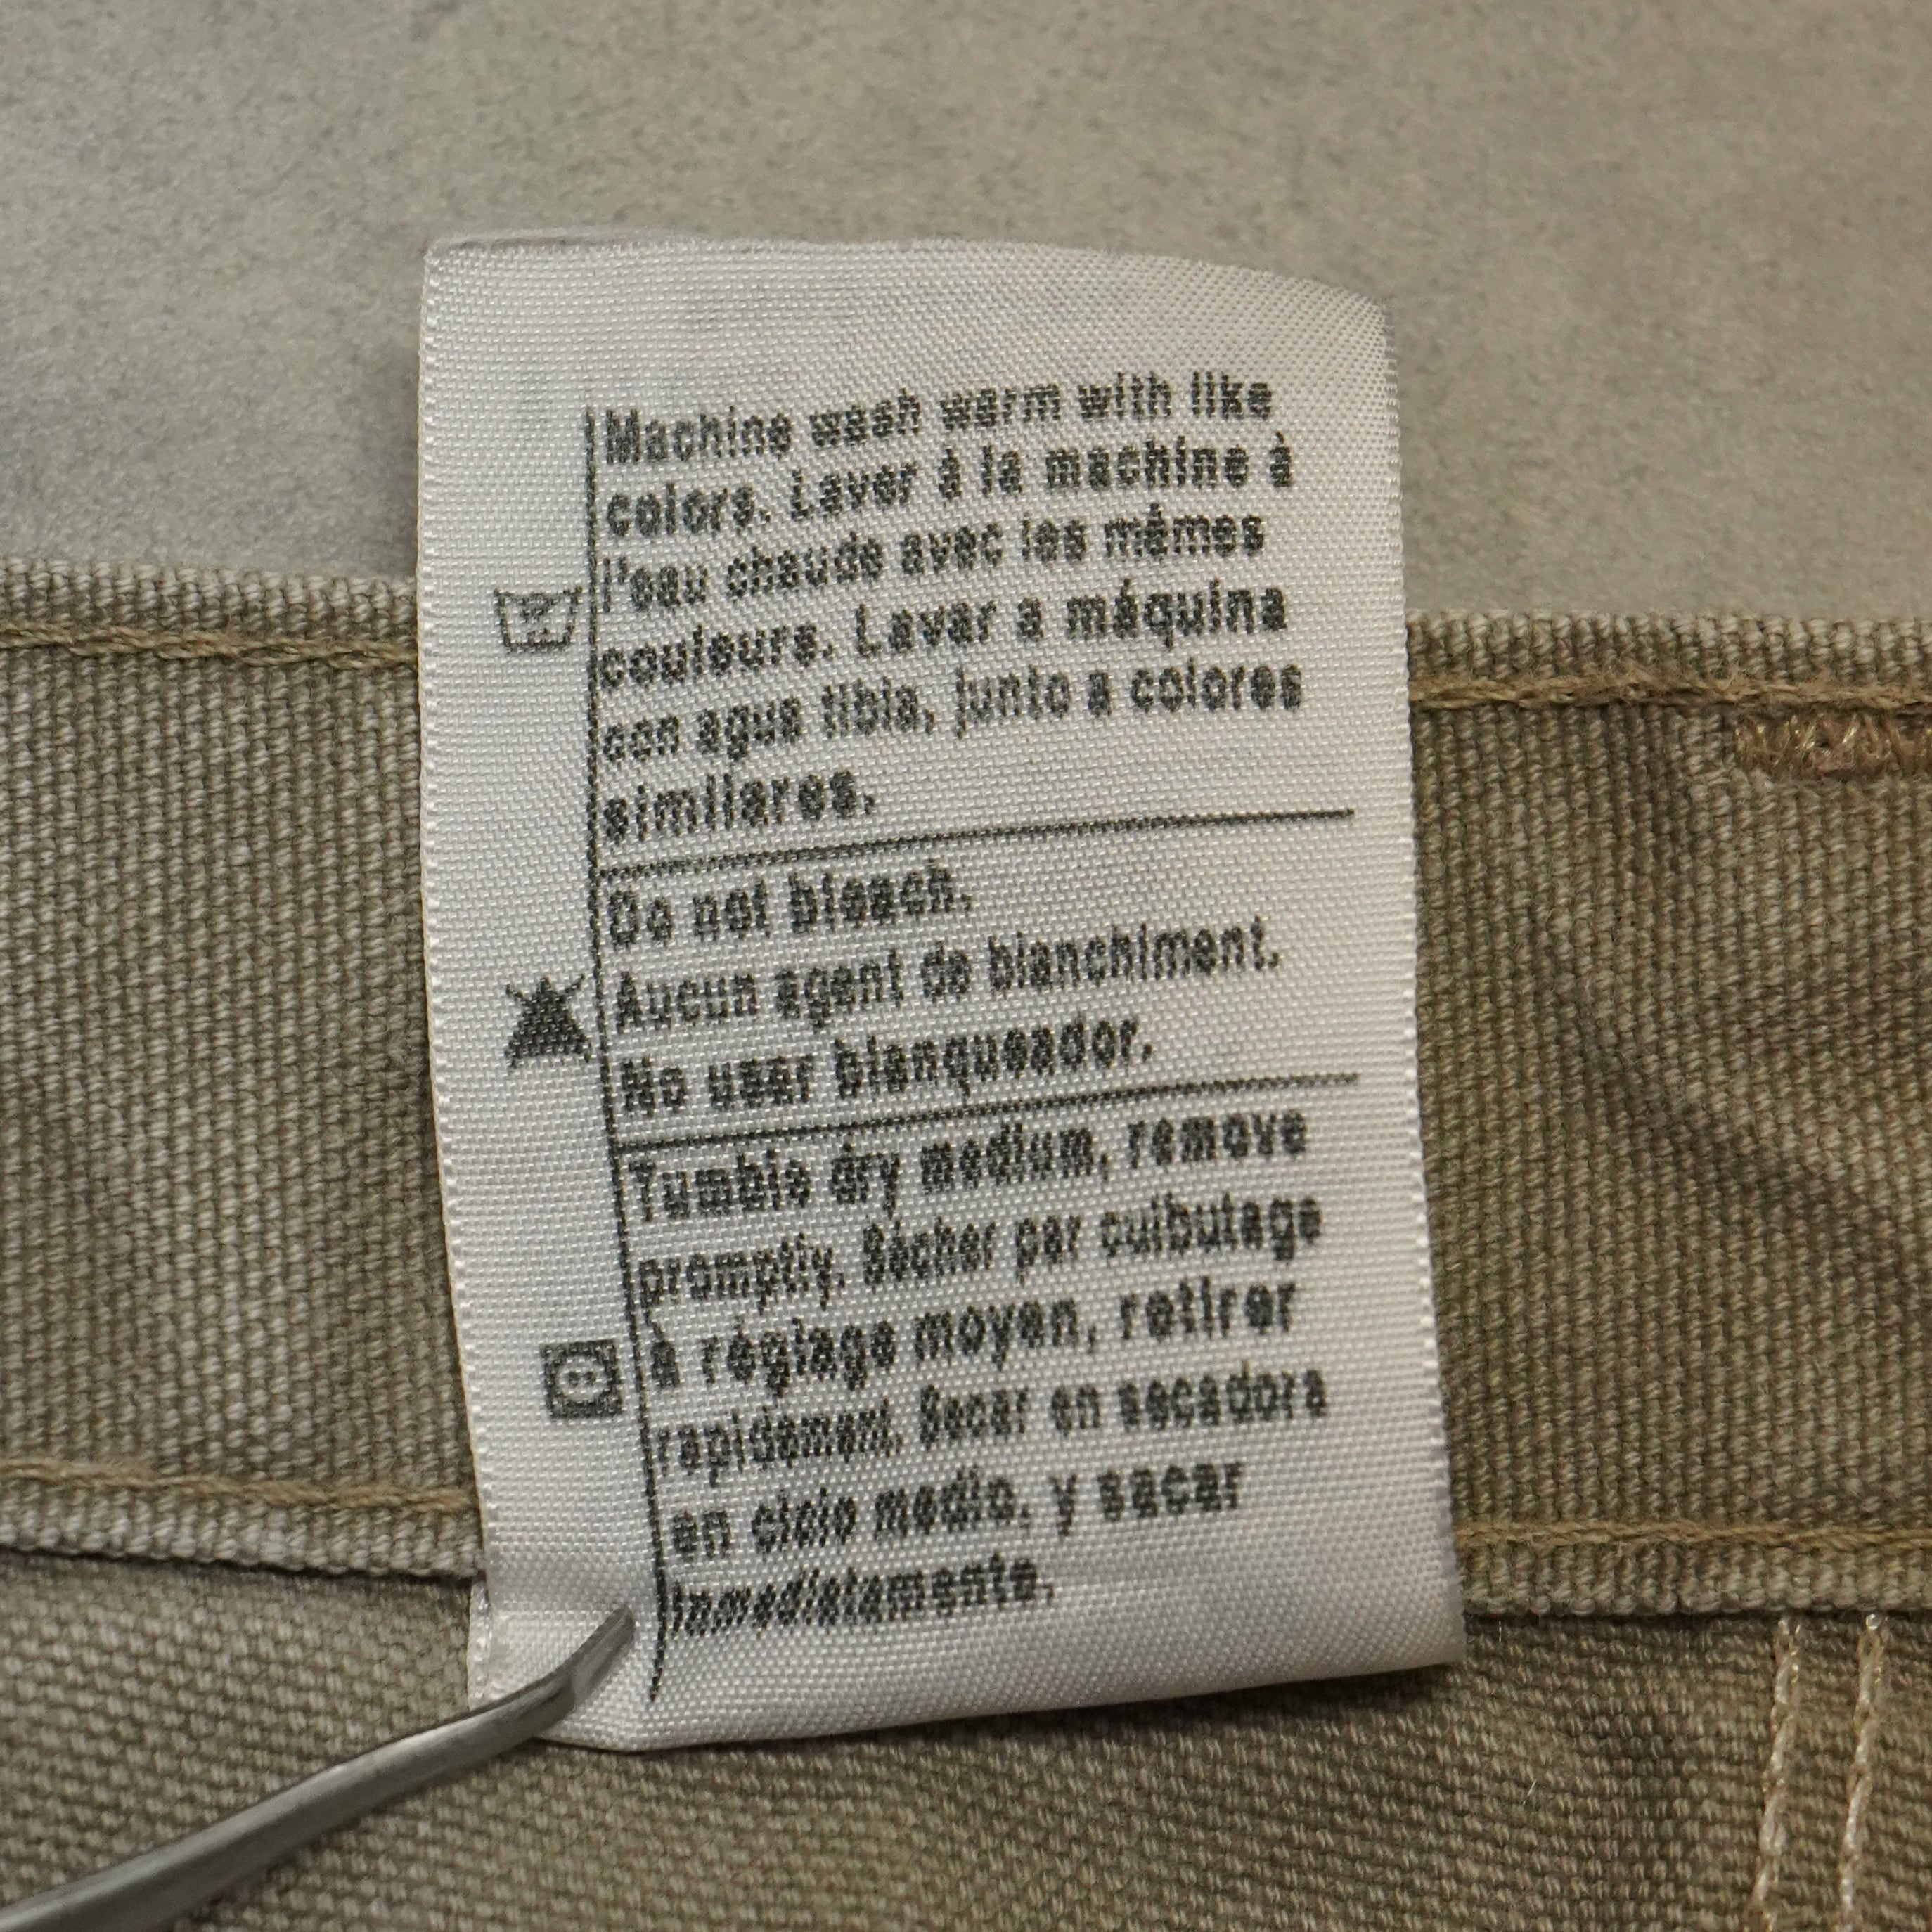 Machine wash warm with like
colors. Laver à la machine à
l'eau chaude avec les mêmes
couleurs. Lavar a máquina
con agua tibia, junto a colores
similares.
Do not bleach.
Aucun agent de blanchiment.
No usar blanqueador.
Tumble dry medium, remove
promptly. Sécher par culbutage
à réglage moyen, retirer
rapidement. Secar en secadora
en ciclo medio, y sacar
inmediatamente.